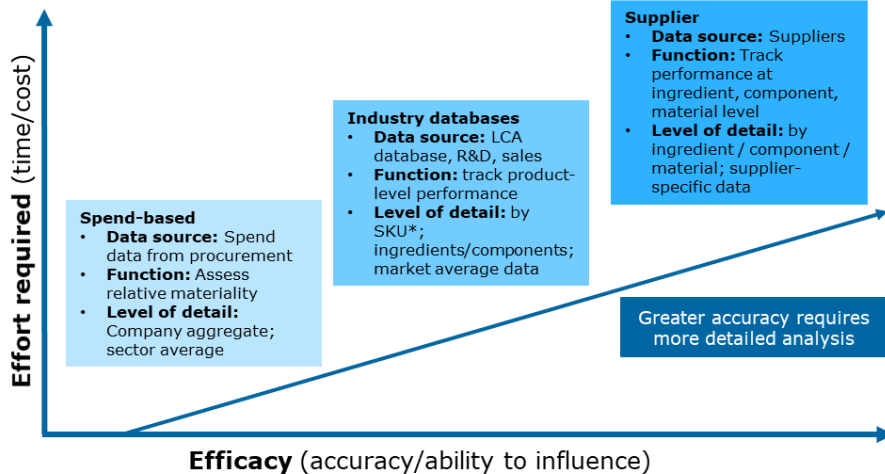 Effort required (time/cost)
Spend-based
• Data source: Spend
data from procurement
• Function: Assess
relative materiality
• Level of detail:
Company aggregate;
sector average
Industry databases
• Data source: LCA
database, R&D, sales
• Function: track product-
level performance
• Level of detail: by
SKU*;
ingredients/components;
market average data
Supplier
• Data source: Suppliers
• Function: Track
performance at
ingredient, component,
material level
• Level of detail: by
ingredient / component /
material; supplier-
specific data
Greater accuracy requires
more detailed analysis
Efficacy (accuracy/ability to influence)